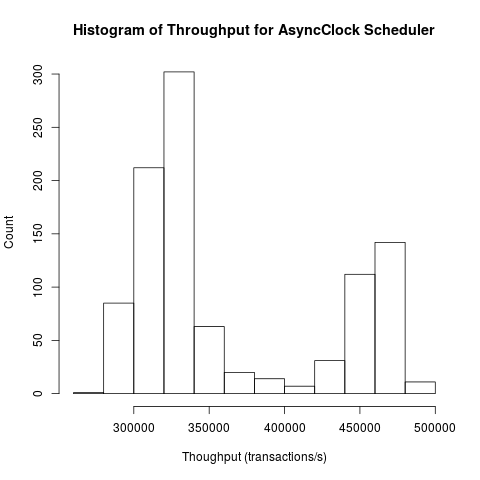 Histogram of Throughput for AsyncClock Scheduler
300
250
200
150
100
50
0
Count
300000 350000 400000 450000 500000
Thoughput (transactions/s)